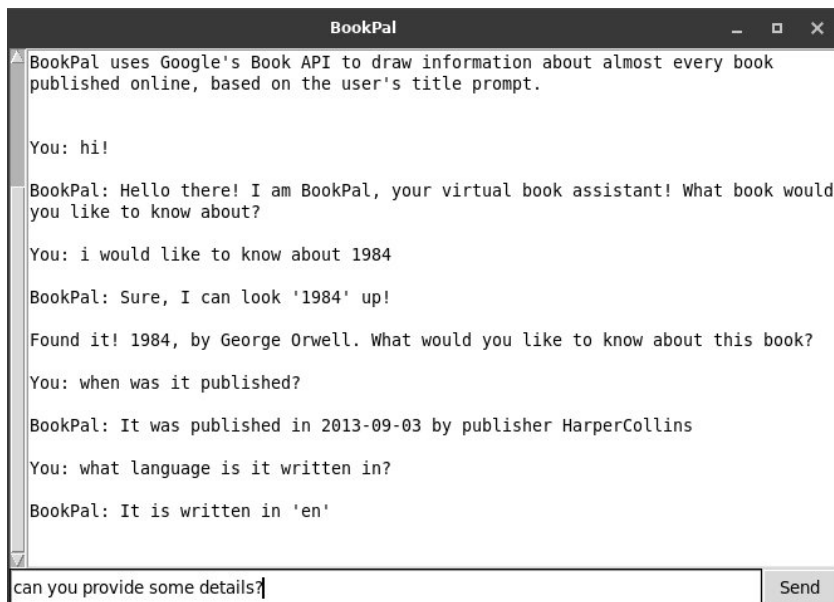 BookPal
BookPal uses Google's Book API to draw information about almost every book
published online, based on the user's title prompt.
You: hi!
BookPal: Hello there! I am BookPal, your virtual book assistant! What book would
you like to know about?
You: i would like to know about 1984
BookPal: Sure, I can look '1984' up!
Found it! 1984, by George Orwell. What would you like to know about this book?
You: when was it published?
BookPal: It was published in 2013-09-03 by publisher HarperCollins
You: what language is it written in?
BookPal: It is written in 'en'
can you provide some details?
Send